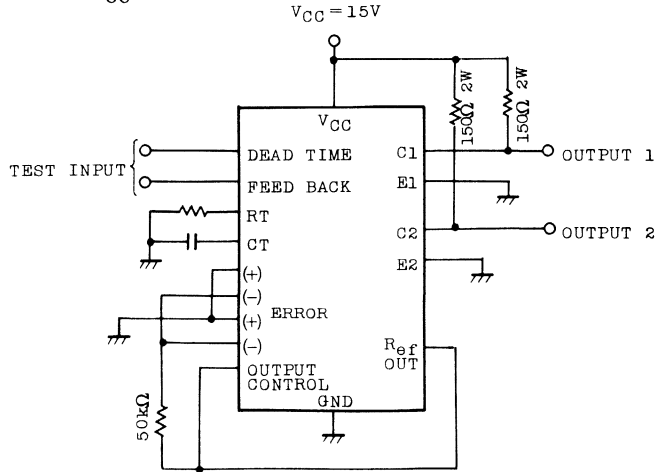 VCC=15V
150Ω 2W
150Ω 2W
VCC
TEST INPUT
DEAD TIME
FEED BACK
RT
CT
(+)
(-)
(+)
(-)
ERROR
OUTPUT
CONTROL
GND
C1
E1
C2
E2
Ref
OUT
OUTPUT 1
OUTPUT 2
50kΩ